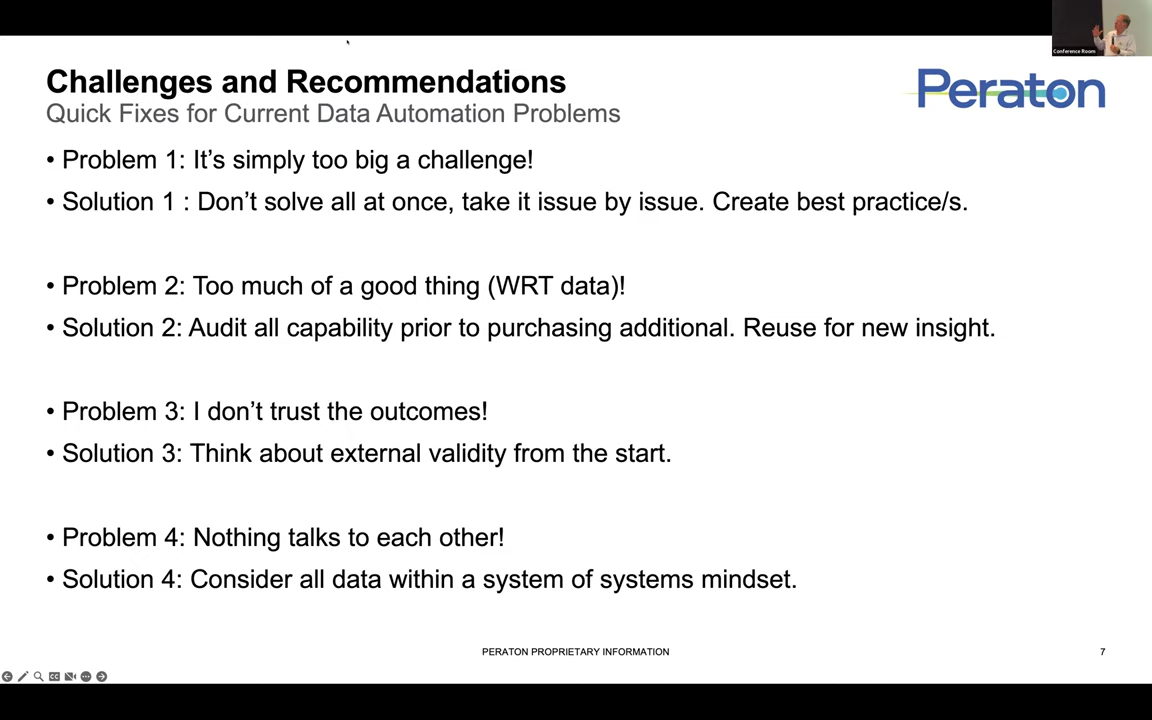 Conference Room
Challenges and Recommendations
Peraton
Quick Fixes for Current Data Automation Problems
• Problem 1: It’s simply too big a challenge!
• Solution 1 : Don’t solve all at once, take it issue by issue. Create best practice/s.
• Problem 2: Too much of a good thing (WRT data)!
• Solution 2: Audit all capability prior to purchasing additional. Reuse for new insight.
• Problem 3: I don’t trust the outcomes!
• Solution 3: Think about external validity from the start.
• Problem 4: Nothing talks to each other!
• Solution 4: Consider all data within a system of systems mindset.
PERATON PROPRIETARY INFORMATION
7